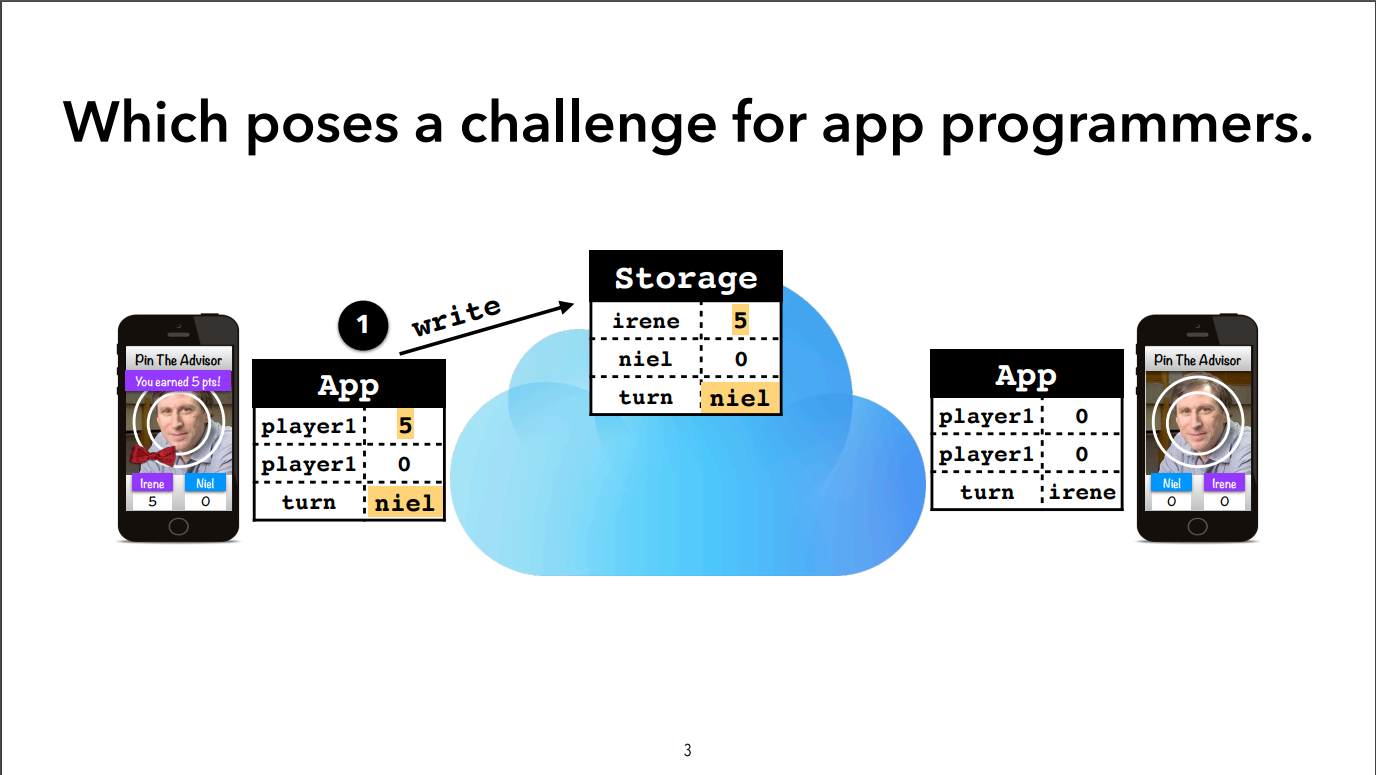 Which poses a challenge for app programmers.
Storage
irene 5
niel 0
turn niel
1
write
Pin The Advisor
You earned 5 pts!
Irene Niel
5 0
App
player1 5
player1 0
turn niel
App
player1 0
player1 0
turn irene
Pin The Advisor
Niel Irene
0 0
3